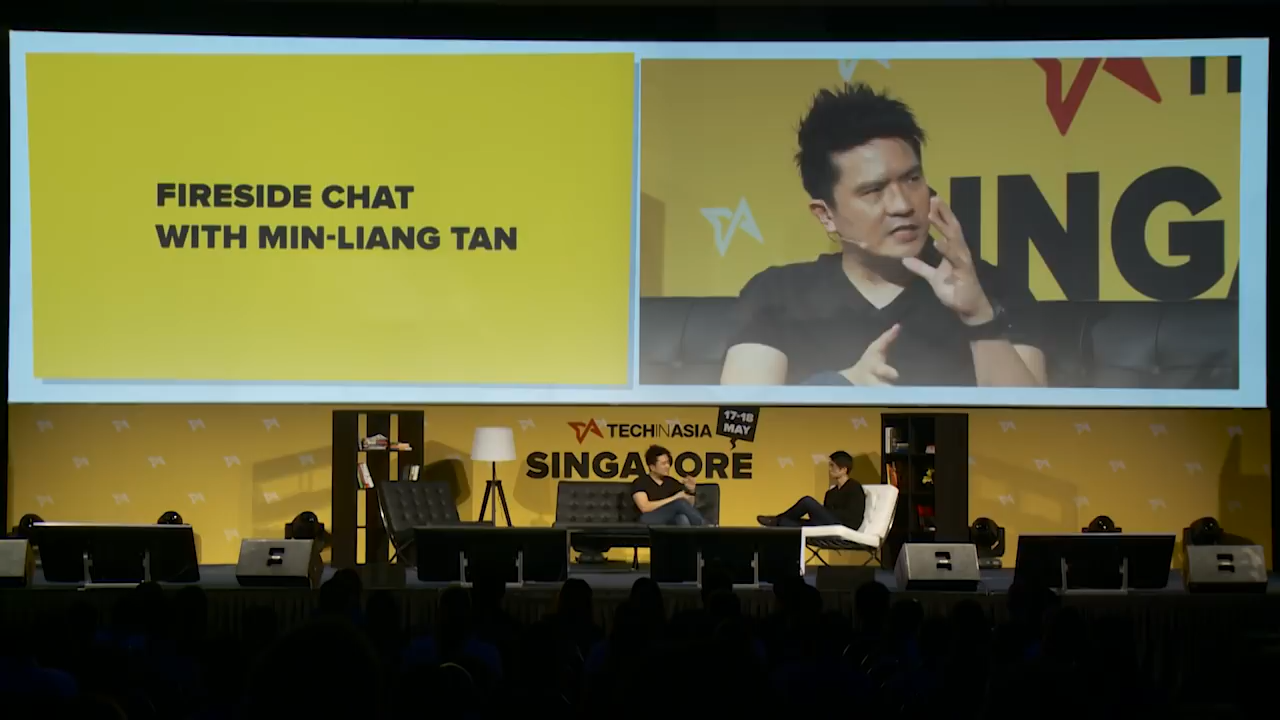 FIRESIDE CHAT
WITH MIN-LIANG TAN
ING
TECHINASIA
17-18
MAY
SINGAPORE